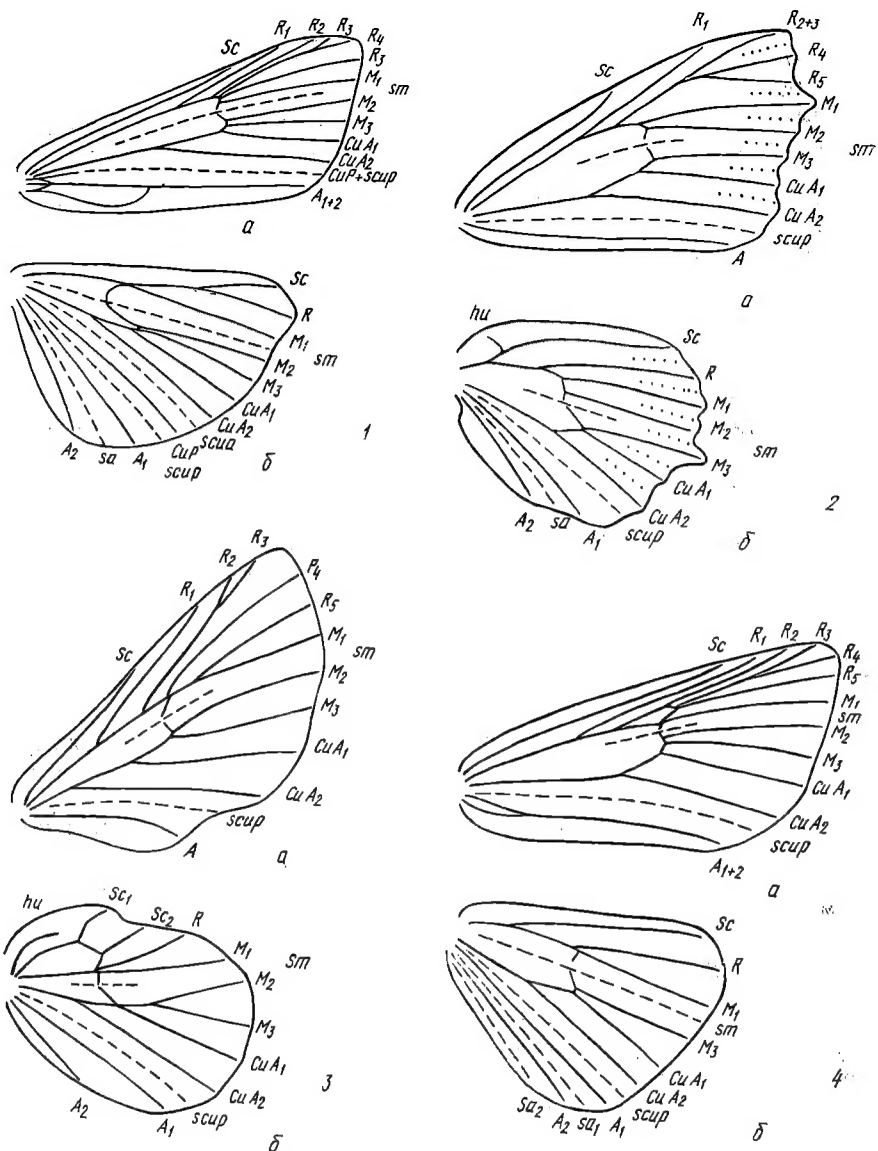 Sc R1 R2 R3 R4
R3
M1
sm
M2
M3
CuA1
CuA2
CuP+scup
A1+2
а
Sc
R
M1
sm
M2
M3
CuA1
CuA2
scua
CuP
scup
A1
sa
A2
б
1
Sc R1 R2+3
R4
R5
M1
M2
sm
M3
CuA1
CuA2
scup
A
а
hu
Sc
R
M1
M2
sm
M3
CuA1
CuA2
scup
A1
sa
A2
б
2
Sc R1 R2 R3
P4
R5
M1
sm
M2
M3
CuA1
CuA2
scup
A
а
hu Sc1 Sc2 R
M1
sm
M2
M3
CuA1
CuA2
scup
A1
A2
б
3
Sc R1 R2 R3
R4
R5
M1
sm
M2
M3
CuA1
CuA2
scup
A1+2
а
Sc
R
M1
sm
M3
CuA1
CuA2
scup
A1
sa1
A2
Sa2
б
4